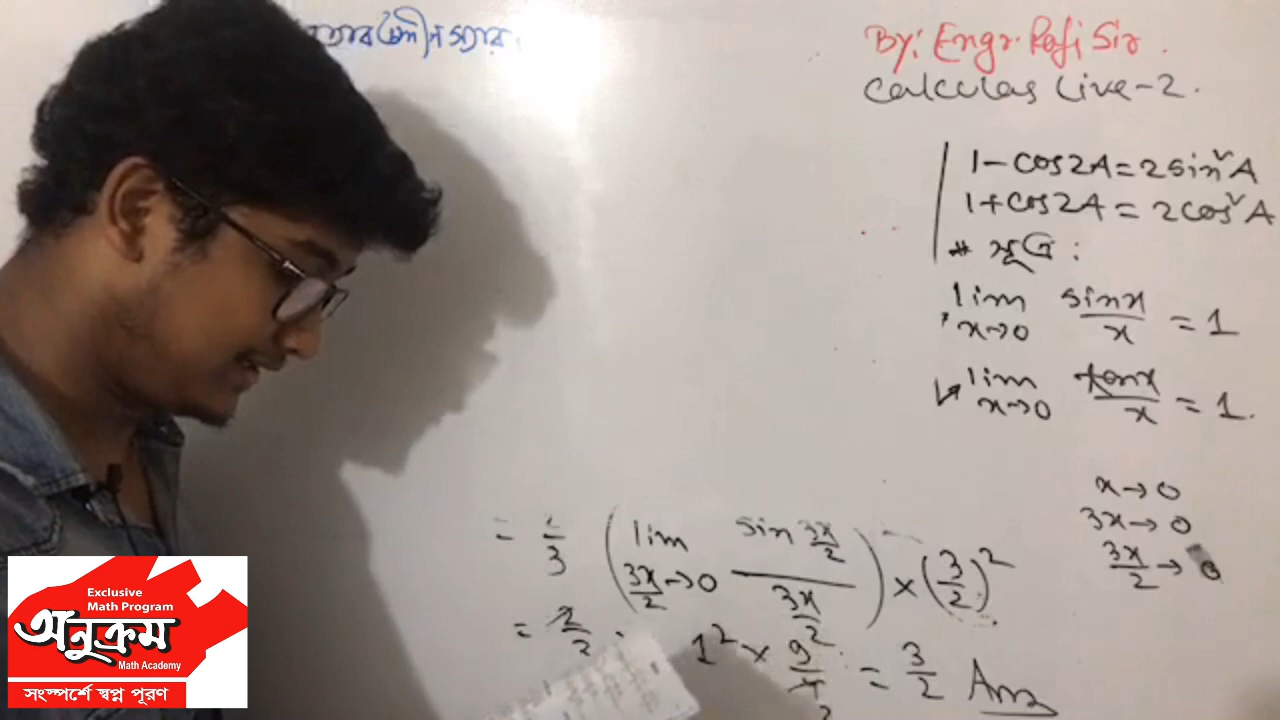 স্যার
By: Engr. Rafi Sir.
Calculas Live-2.
1-cos2A=2sin²A
1+cos2A=2cos²A
# সূত্র :
lim x→0 sinx/x = 1
lim x→0 tanx/x = 1.
x→0
3x→0
3x/2→0
= 2/3 (lim 3x/2→0 sin 3x/2 / 3x/2) × (3/2)²
1² × 9/4 = 3/2 Ans
Exclusive
Math Program
অনুক্রম
Math Academy
সংস্পর্শে স্বপ্ন পূরণ